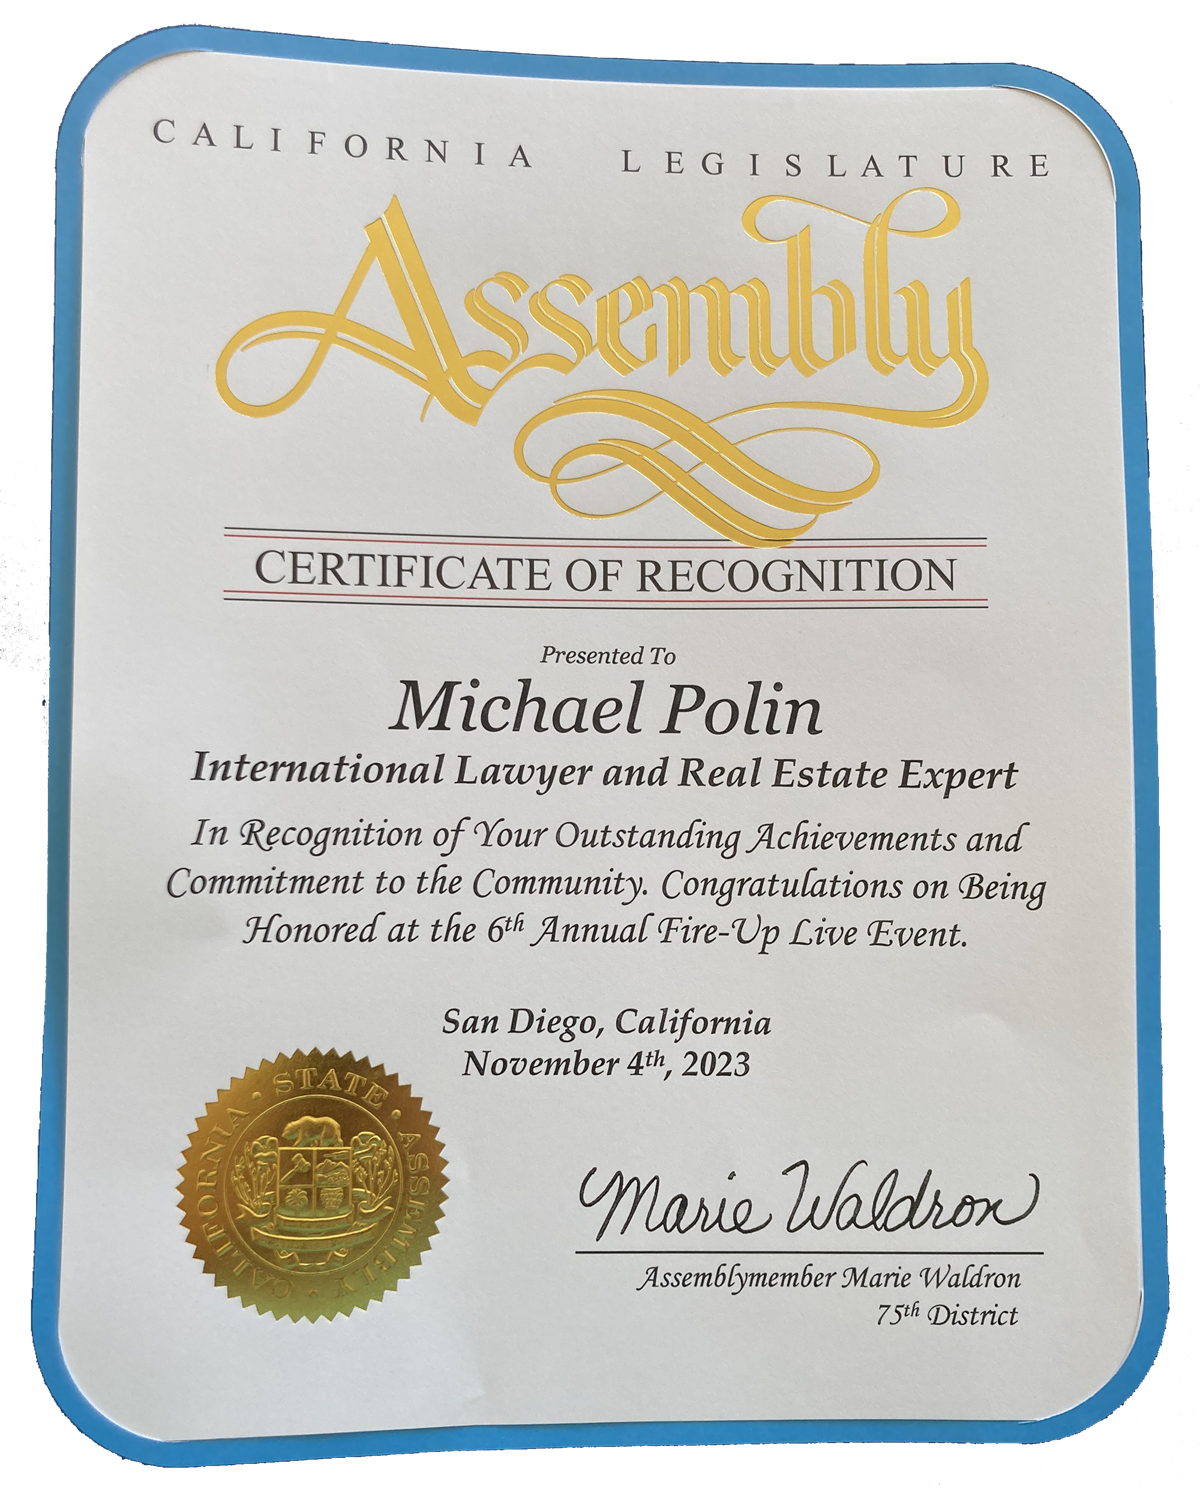 CALIFORNIA LEGISLATURE
Assembly
CERTIFICATE OF RECOGNITION
Presented To
Michael Polin
International Lawyer and Real Estate Expert
In Recognition of Your Outstanding Achievements and
Commitment to the Community. Congratulations on Being
Honored at the 6th Annual Fire-Up Live Event.
San Diego, California
November 4th, 2023
CALIFORNIA · STATE · ASSEMBLY
Marie Waldron
Assemblymember Marie Waldron
75th District